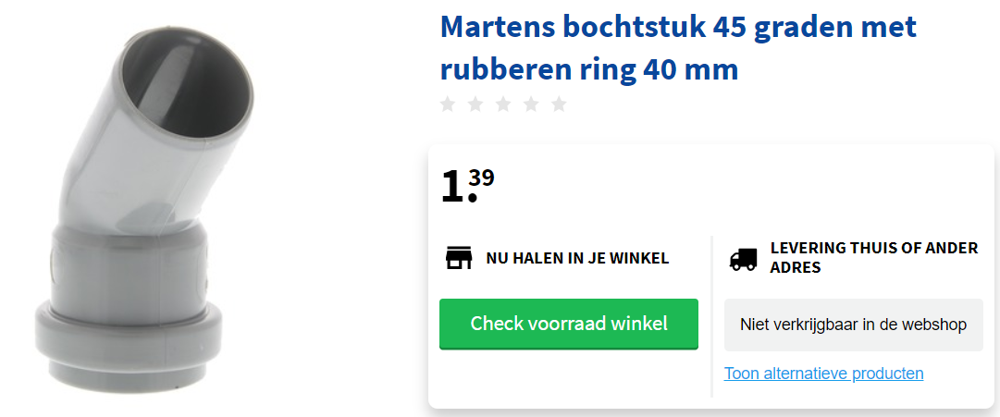 Martens bochtstuk 45 graden met
rubberen ring 40 mm
1.39
NU HALEN IN JE WINKEL
Check voorraad winkel
LEVERING THUIS OF ANDER
ADRES
Niet verkrijgbaar in de webshop
Toon alternatieve producten